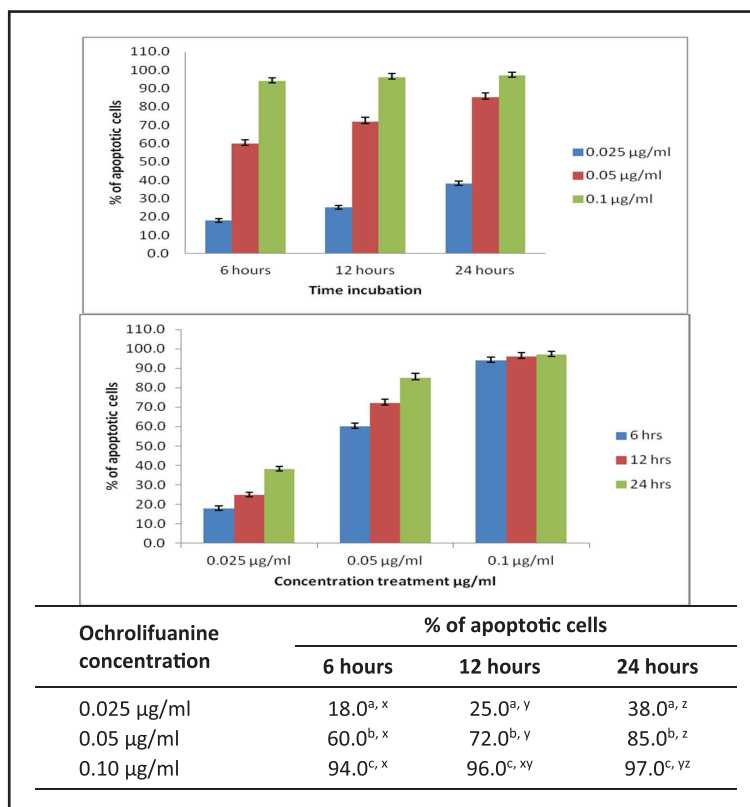 110.0
100.0
90.0
80.0
70.0
60.0
50.0
40.0
30.0
20.0
10.0
0.0
% of apoptotic cells
6 hours 12 hours 24 hours
Time incubation
0.025 µg/ml
0.05 µg/ml
0.1 µg/ml
110.0
100.0
90.0
80.0
70.0
60.0
50.0
40.0
30.0
20.0
10.0
0.0
% of apoptotic cells
0.025 µg/ml 0.05 µg/ml 0.1 µg/ml
Concentration treatment µg/ml
6 hrs
12 hrs
24 hrs
Ochrolifuanine concentration % of apoptotic cells
6 hours 12 hours 24 hours
0.025 µg/ml 18.0a, x 25.0a, y 38.0a, z
0.05 µg/ml 60.0b, x 72.0b, y 85.0b, z
0.10 µg/ml 94.0c, x 96.0c, xy 97.0c, yz